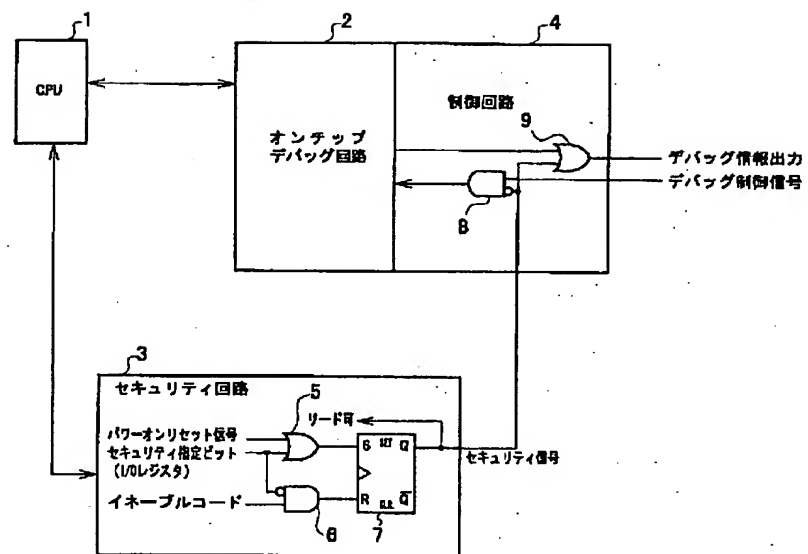 1
2
4
CPU
制御回路
9
オンチップ
デバッグ回路
デバッグ情報出力
デバッグ制御信号
8
3
セキュリティ回路
5
リード可
パワーオンリセット信号
セキュリティ指定ビット
(I/Oレジスタ)
S SET Q
セキュリティ信号
イネーブルコード
R CLR Q
6
7